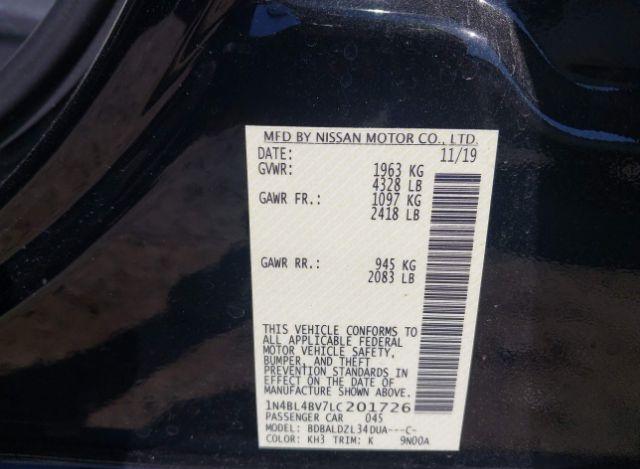 MFD BY NISSAN MOTOR CO., LTD.
DATE: 11/19
GVWR: 1963 KG
4328 LB
GAWR FR.: 1097 KG
2418 LB
GAWR RR.: 945 KG
2083 LB
THIS VEHICLE CONFORMS TO
ALL APPLICABLE FEDERAL
MOTOR VEHICLE SAFETY,
BUMPER, AND THEFT
PREVENTION STANDARDS IN
EFFECT ON THE DATE OF
MANUFACTURE SHOWN ABOVE.
1N4BL4BV7LC201726
PASSENGER CAR 045
MODEL: BDBALDZL34DUA---C-
COLOR: KH3 TRIM: K 9N00A